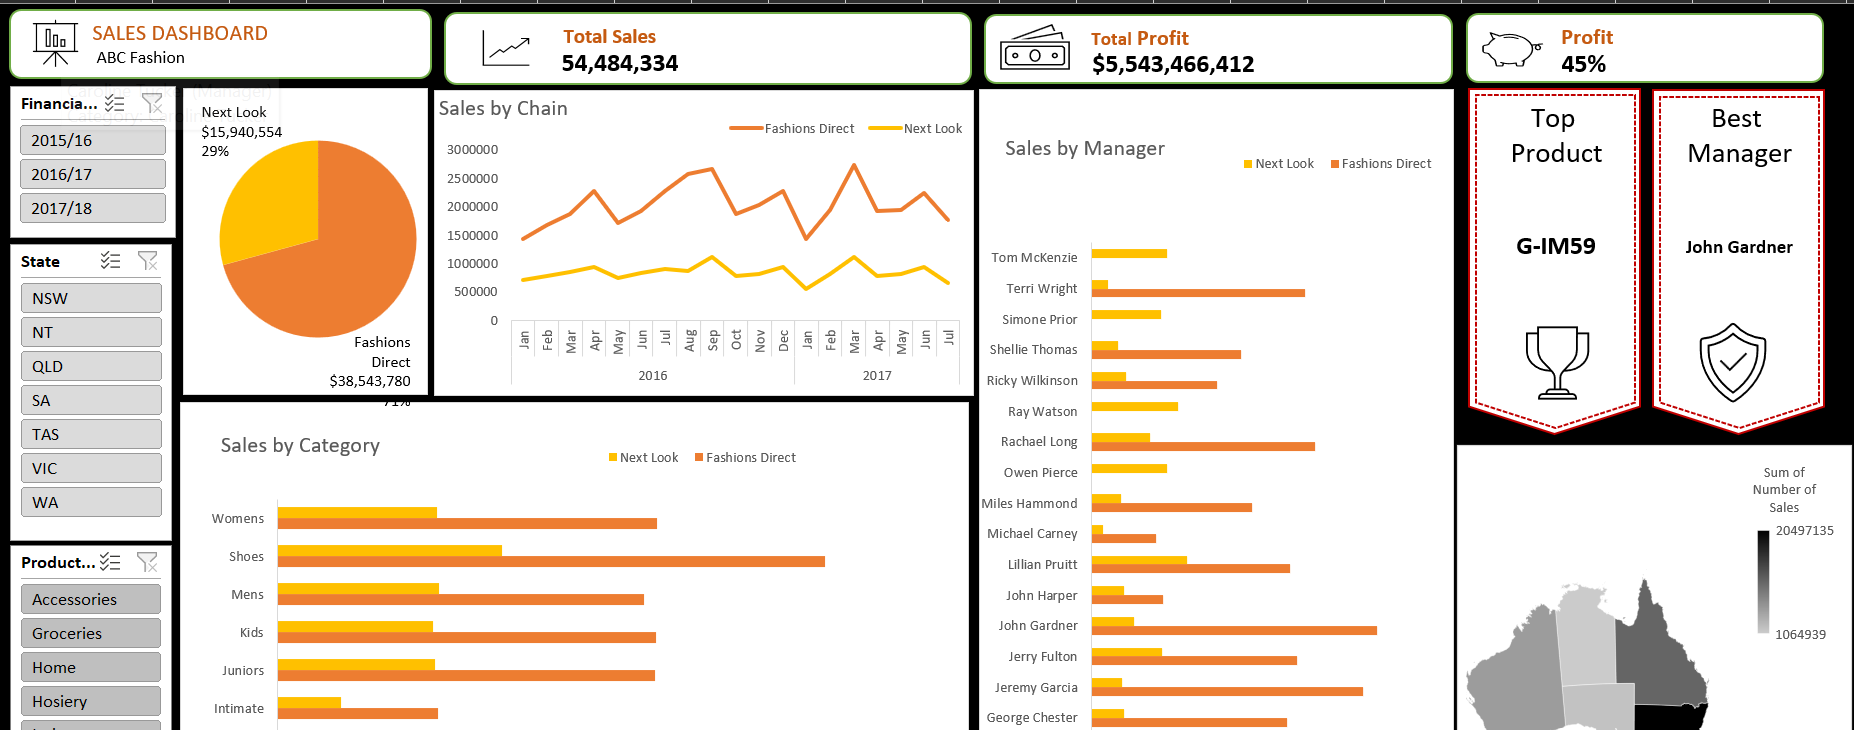 SALES DASHBOARD
ABC Fashion
Total Sales
54,484,334
Total Profit
$5,543,466,412
Profit
45%
Financia...
2015/16
2016/17
2017/18
State
NSW
NT
QLD
SA
TAS
VIC
WA
Product...
Accessories
Groceries
Home
Hosiery
Next Look
$15,940,554
29%
Fashions
Direct
$38,543,780
71%
Sales by Chain
Fashions Direct
Next Look
3000000
2500000
2000000
1500000
1000000
500000
0
Jan
Feb
Mar
Apr
May
Jun
Jul
Aug
Sep
Oct
Nov
Dec
Jan
Feb
Mar
Apr
May
Jun
Jul
2016
2017
Sales by Category
Next Look
Fashions Direct
Womens
Shoes
Mens
Kids
Juniors
Intimate
Sales by Manager
Next Look
Fashions Direct
Tom McKenzie
Terri Wright
Simone Prior
Shellie Thomas
Ricky Wilkinson
Ray Watson
Rachael Long
Owen Pierce
Miles Hammond
Michael Carney
Lillian Pruitt
John Harper
John Gardner
Jerry Fulton
Jeremy Garcia
George Chester
Top
Product
G-IM59
Best
Manager
John Gardner
Sum of
Number of
Sales
20497135
1064939